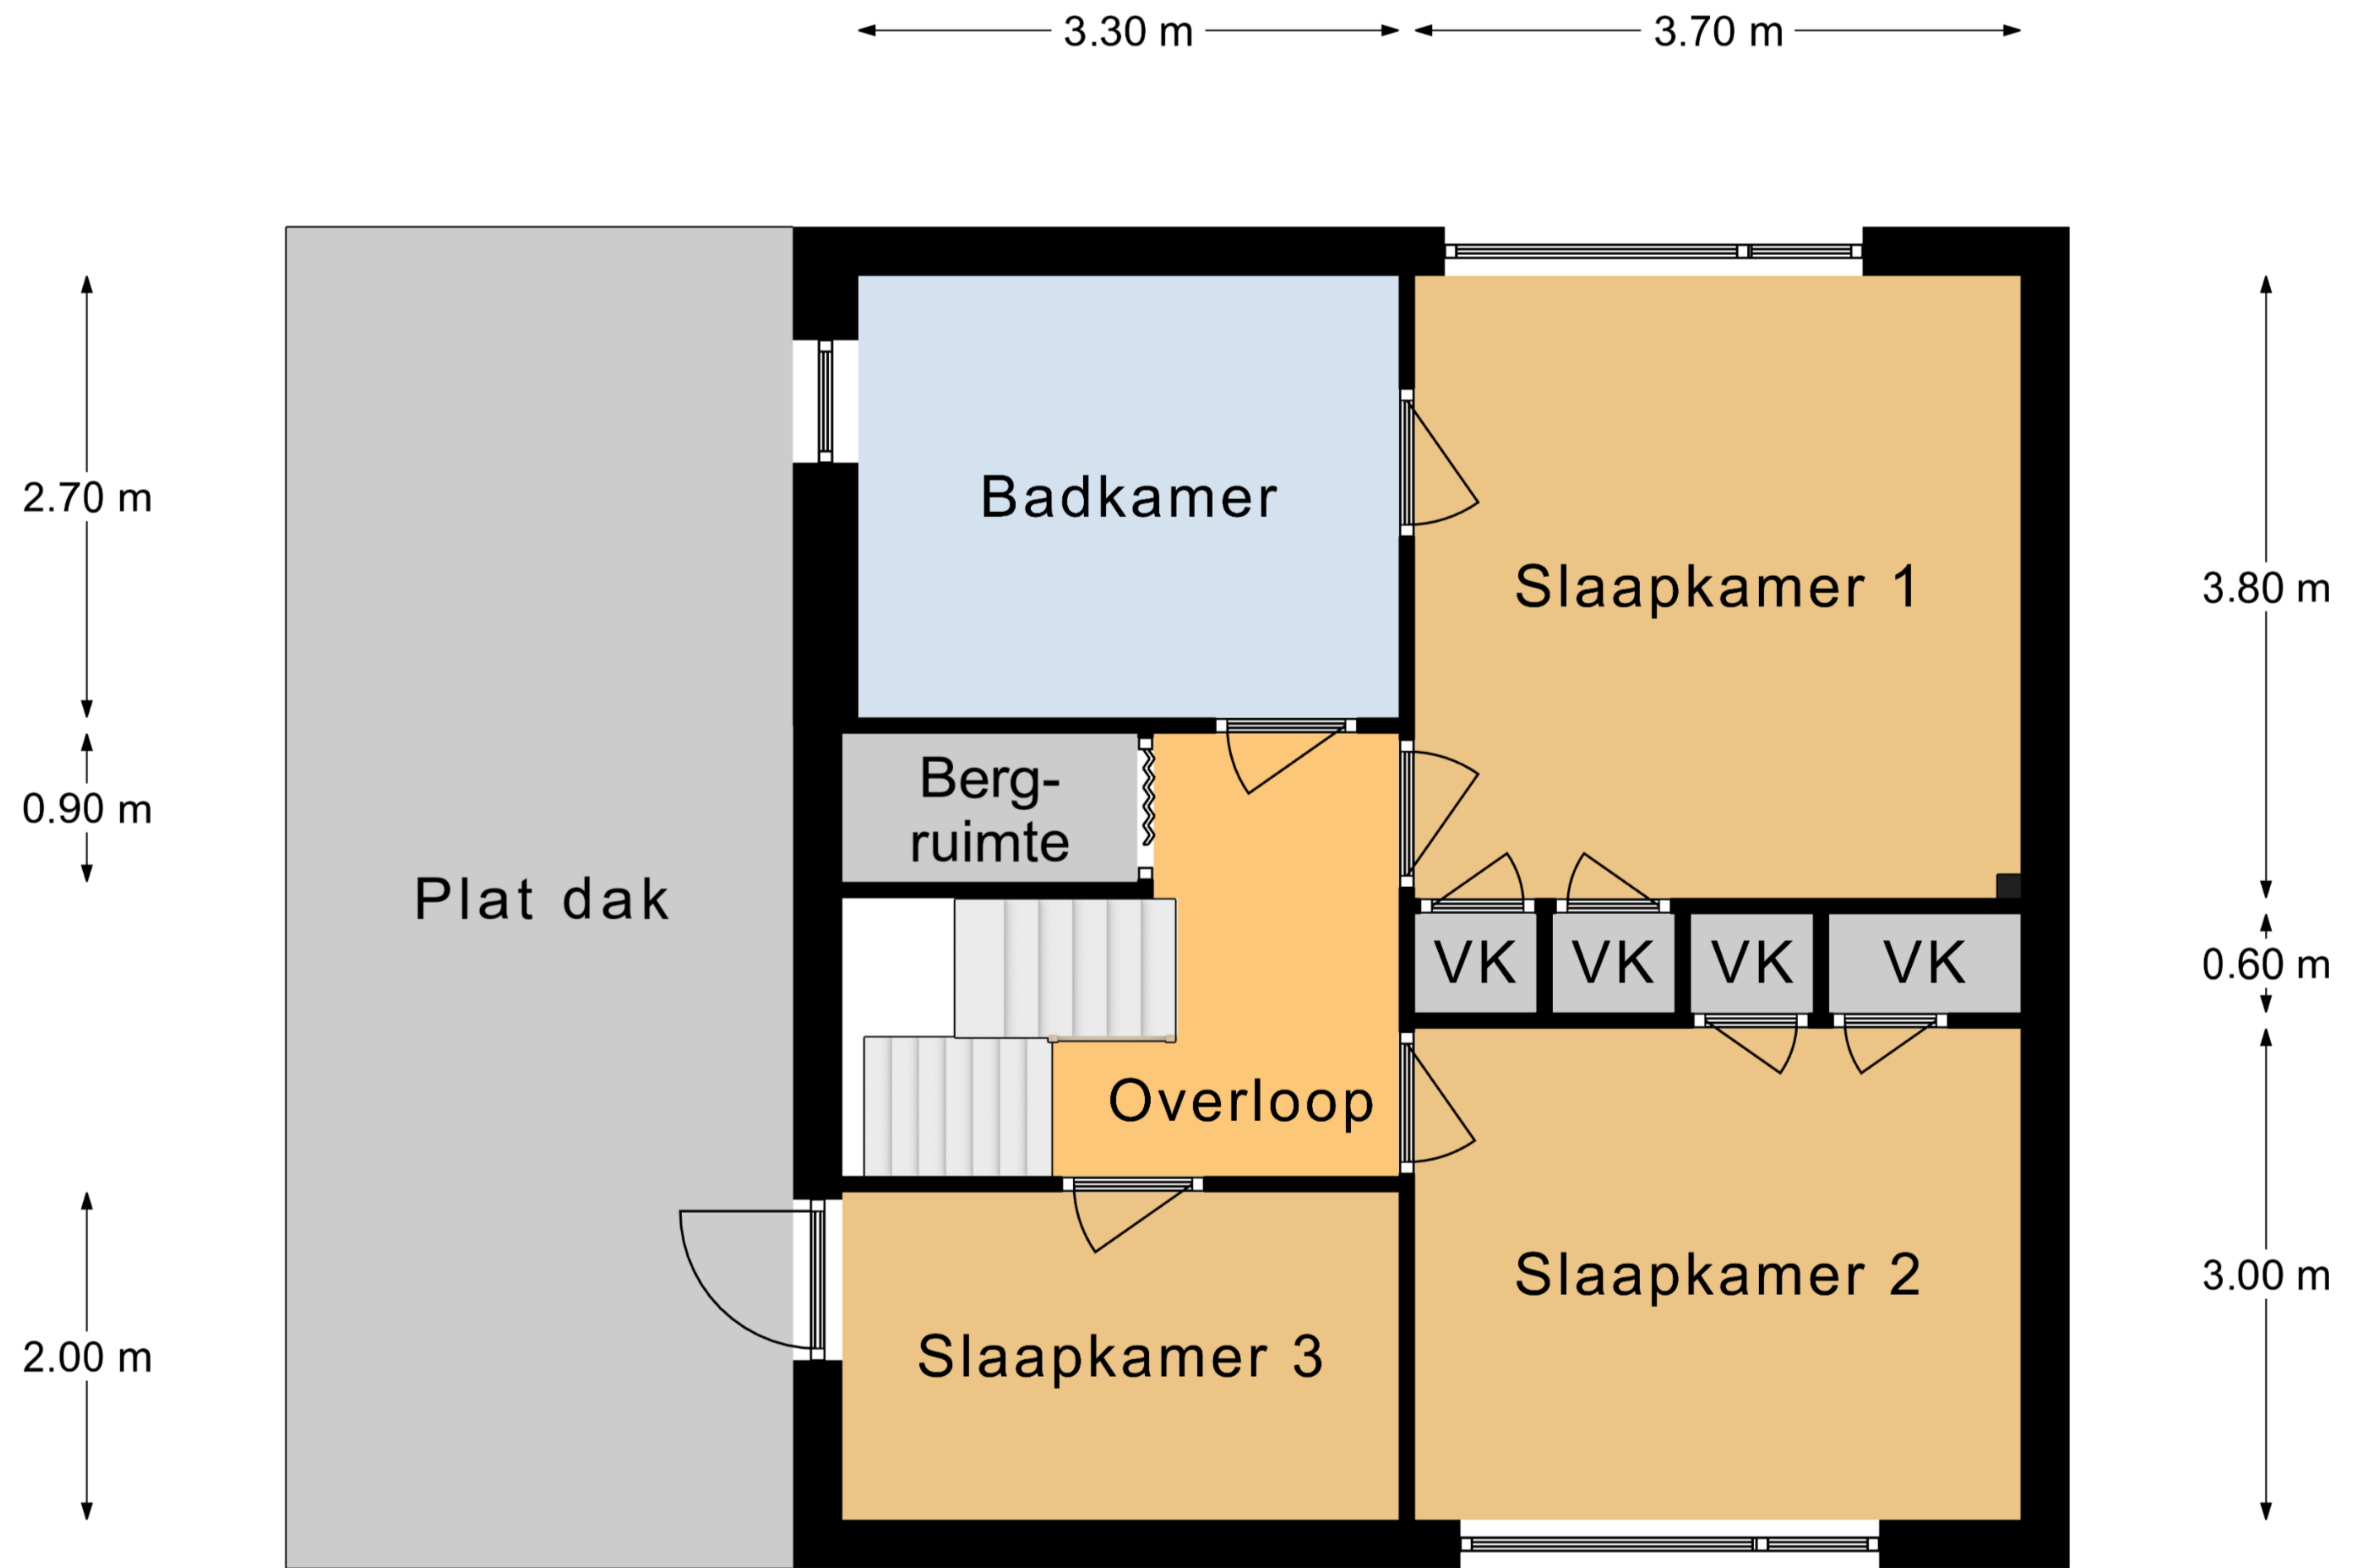 3.30 m
3.70 m
2.70 m
Badkamer
Slaapkamer 1
3.80 m
Berg-
ruimte
0.90 m
Plat dak
VK
VK
VK
VK
0.60 m
Overloop
Slaapkamer 2
3.00 m
2.00 m
Slaapkamer 3